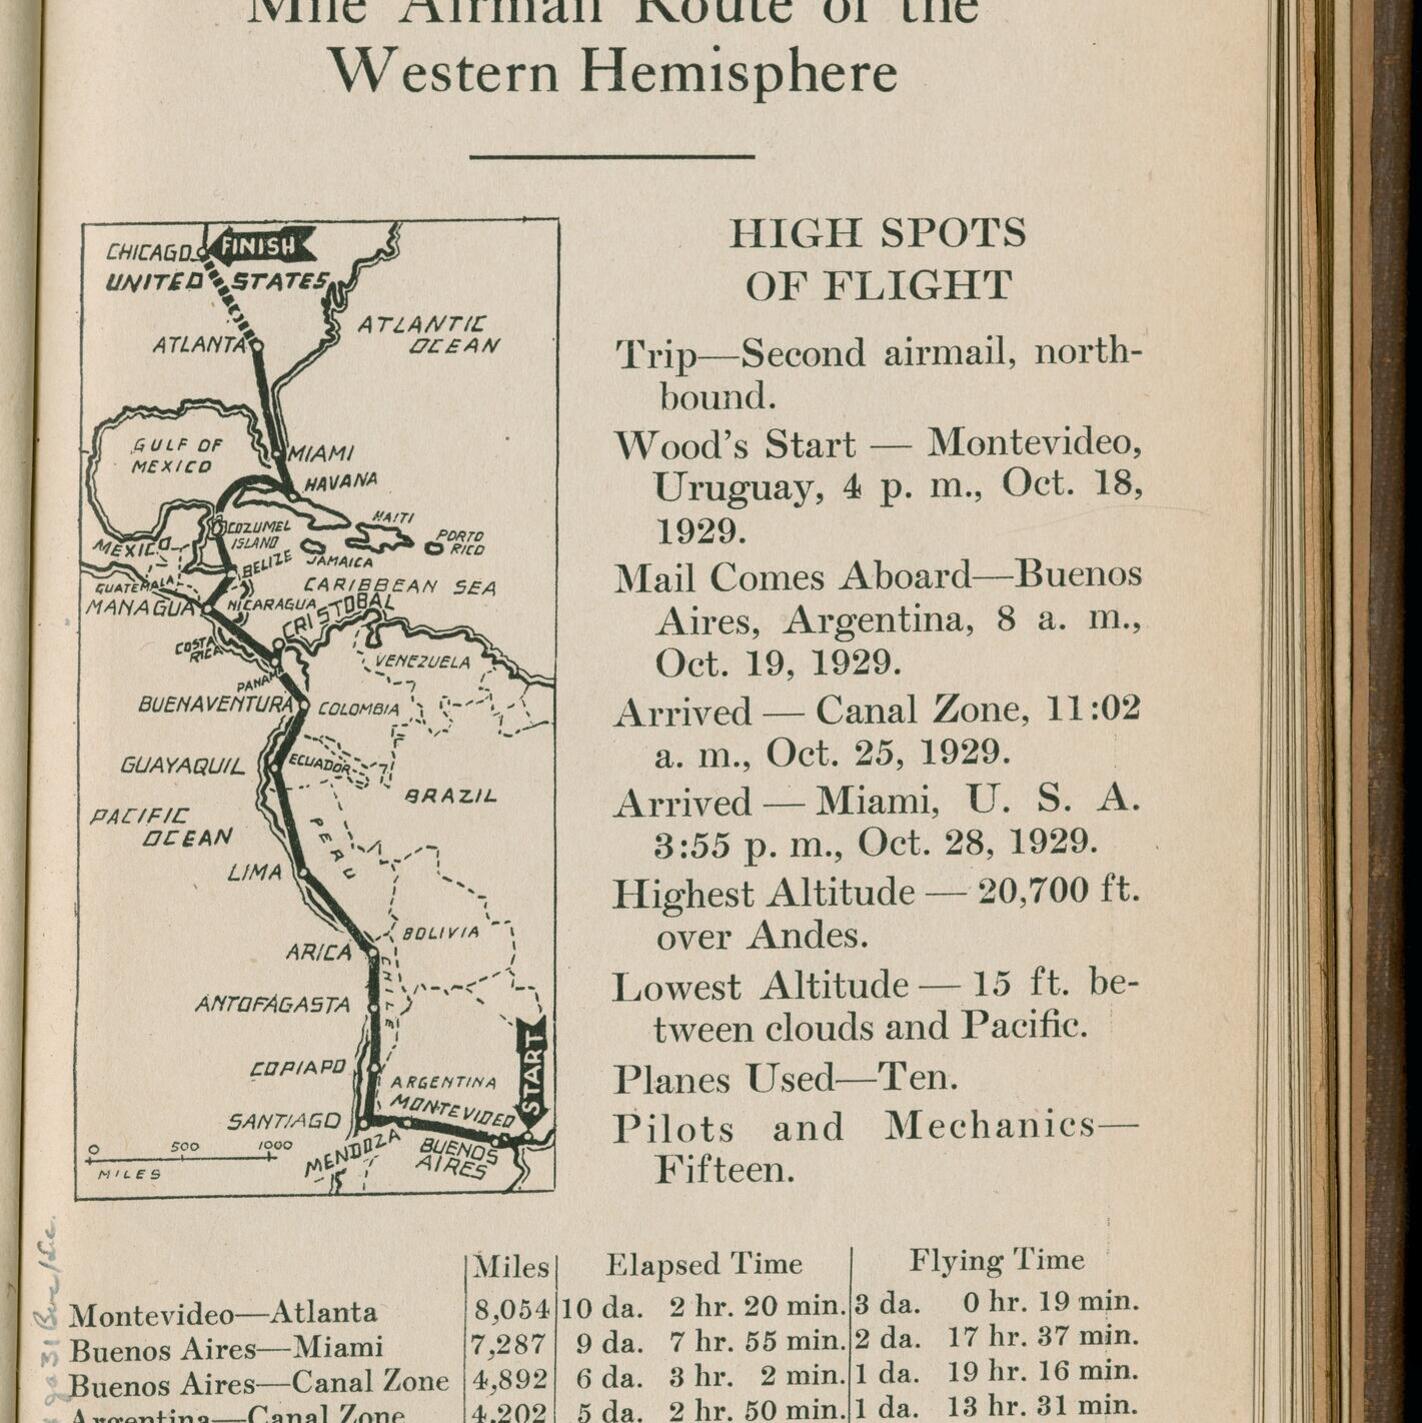 Mile Airmail Route of the
Western Hemisphere
CHICAGO
FINISH
UNITED STATES
ATLANTIC
OCEAN
ATLANTA
GULF OF
MEXICO
MIAMI
HAVANA
COZUMEL
ISLAND
HAITI
PORTO
RICO
MEXICO
BELIZE
JAMAICA
GUATEMALA
CARIBBEAN SEA
MANAGUA
NICARAGUA
CRISTOBAL
COSTA
RICA
PANAMA
VENEZUELA
BUENAVENTURA
COLOMBIA
GUAYAQUIL
ECUADOR
BRAZIL
PACIFIC
OCEAN
PERU
LIMA
BOLIVIA
ARICA
CHILE
ANTOFAGASTA
START
COPIAPO
ARGENTINA
MONTEVIDEO
SANTIAGO
MENDOZA
BUENOS
AIRES
0 500 1000
MILES
HIGH SPOTS
OF FLIGHT
Trip—Second airmail, north-
bound.
Wood's Start — Montevideo,
Uruguay, 4 p. m., Oct. 18,
1929.
Mail Comes Aboard—Buenos
Aires, Argentina, 8 a. m.,
Oct. 19, 1929.
Arrived — Canal Zone, 11:02
a. m., Oct. 25, 1929.
Arrived — Miami, U. S. A.
3:55 p. m., Oct. 28, 1929.
Highest Altitude — 20,700 ft.
over Andes.
Lowest Altitude — 15 ft. be-
tween clouds and Pacific.
Planes Used—Ten.
Pilots and Mechanics—
Fifteen.
Miles Elapsed Time Flying Time
Montevideo—Atlanta 8,054 10 da. 2 hr. 20 min. 3 da. 0 hr. 19 min.
Buenos Aires—Miami 7,287 9 da. 7 hr. 55 min. 2 da. 17 hr. 37 min.
Buenos Aires—Canal Zone 4,892 6 da. 3 hr. 2 min. 1 da. 19 hr. 16 min.
Argentina—Canal Zone 4,202 5 da. 2 hr. 50 min. 1 da. 13 hr. 31 min.